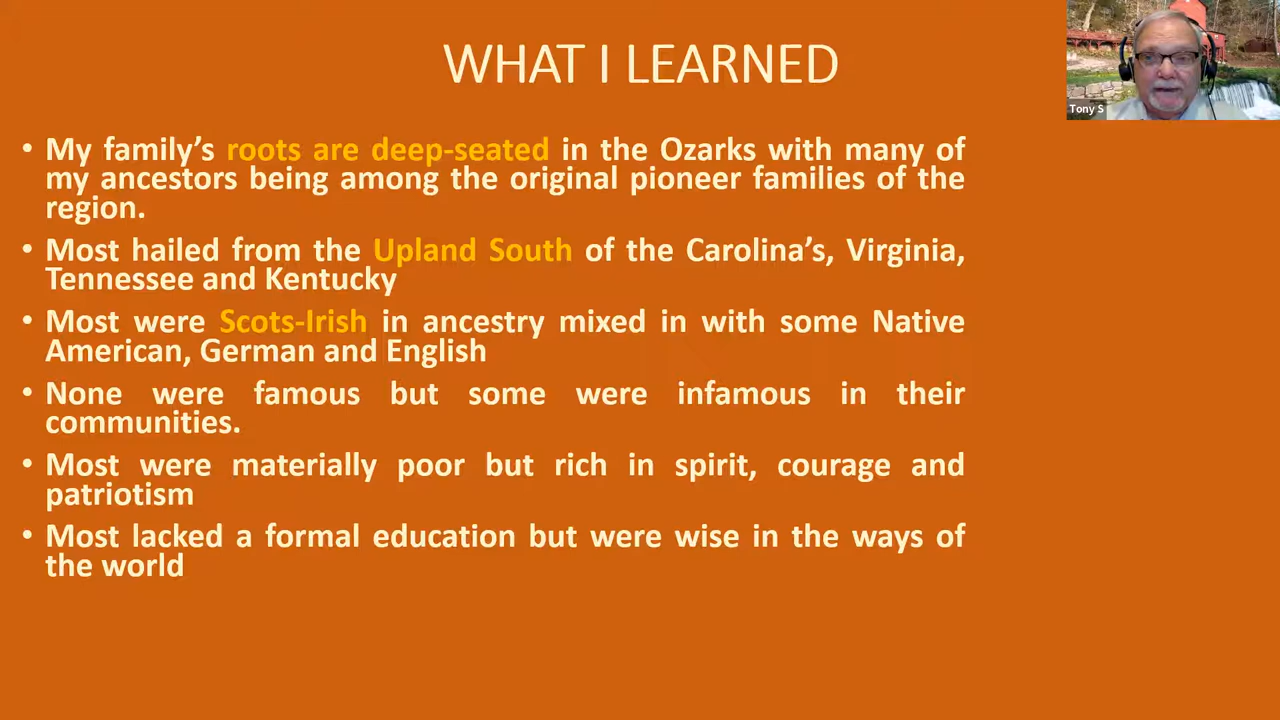 WHAT I LEARNED
Tony S
• My family’s roots are deep-seated in the Ozarks with many of
my ancestors being among the original pioneer families of the
region.
• Most hailed from the Upland South of the Carolina’s, Virginia,
Tennessee and Kentucky
• Most were Scots-Irish in ancestry mixed in with some Native
American, German and English
• None were famous but some were infamous in their
communities.
• Most were materially poor but rich in spirit, courage and
patriotism
• Most lacked a formal education but were wise in the ways of
the world